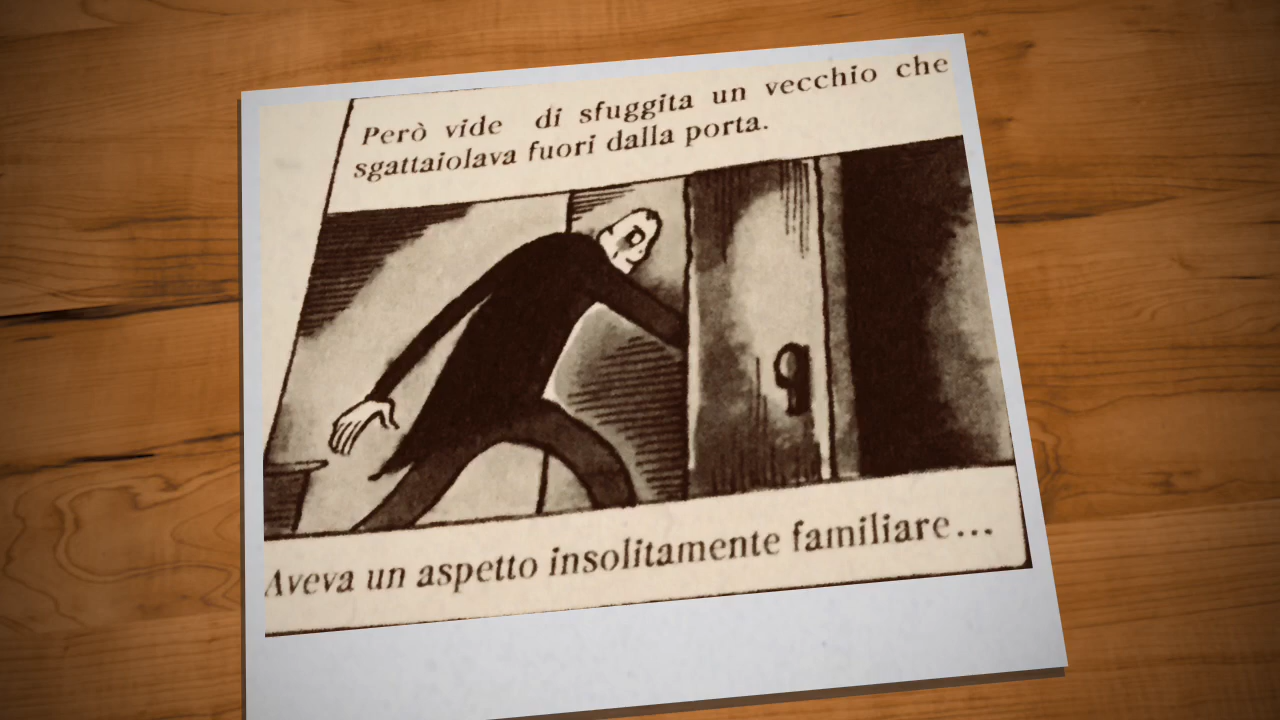 Però vide di sfuggita un vecchio che
sgattaiolava fuori dalla porta.
Aveva un aspetto insolitamente familiare...